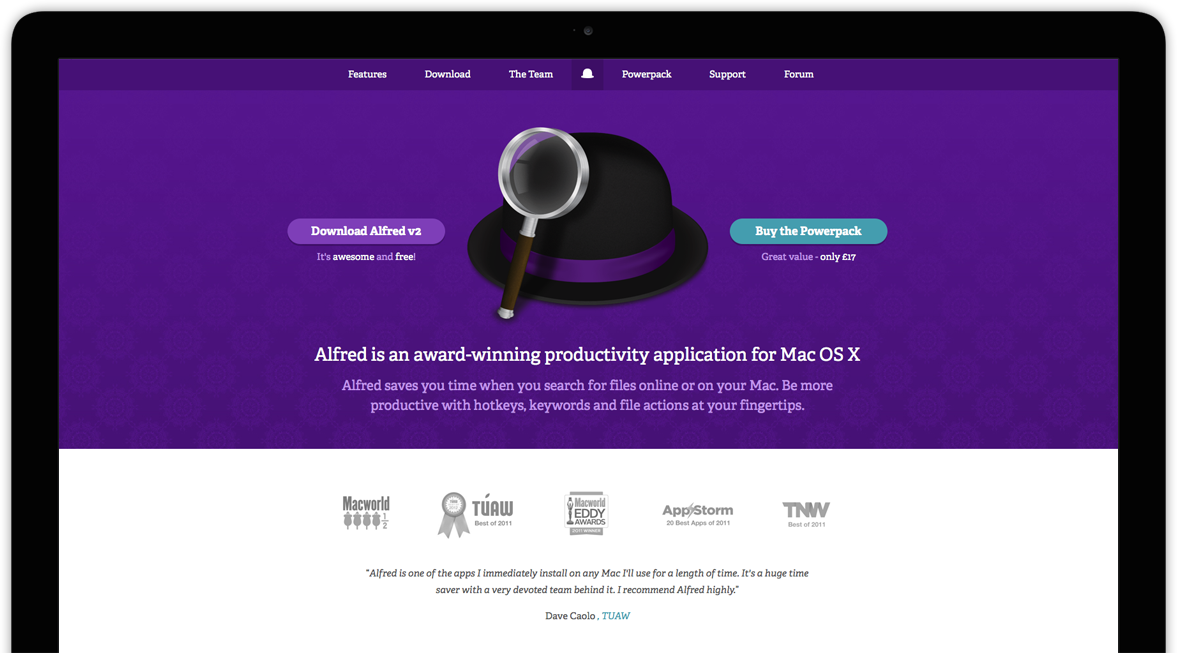 Features Download The Team Powerpack Support Forum
Download Alfred v2
It's awesome and free!
Buy the Powerpack
Great value - only £17
Alfred is an award-winning productivity application for Mac OS X
Alfred saves you time when you search for files online or on your Mac. Be more
productive with hotkeys, keywords and file actions at your fingertips.
Macworld
1/2
TÚAW
Best of 2011
Macworld
EDDY
AWARDS
2011 WINNER
AppStorm
20 Best Apps of 2011
TNW
Best of 2011
"Alfred is one of the apps I immediately install on any Mac I'll use for a length of time. It's a huge time
saver with a very devoted team behind it. I recommend Alfred highly."
Dave Caolo , TUAW